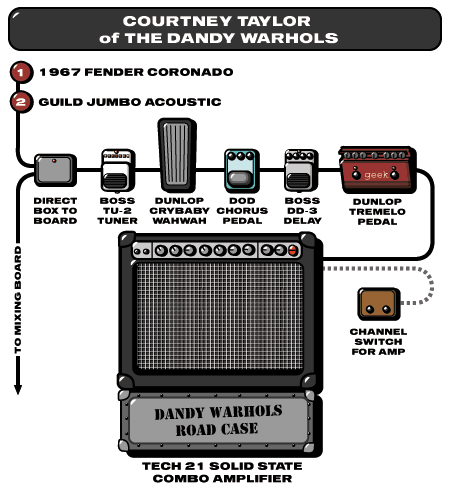 COURTNEY TAYLOR
of THE DANDY WARHOLS
1 1967 FENDER CORONADO
2 GUILD JUMBO ACOUSTIC
DIRECT
BOX TO
BOARD
BOSS
TU-2
TUNER
DUNLOP
CRYBABY
WAHWAH
DOD
CHORUS
PEDAL
BOSS
DD-3
DELAY
geek
DUNLOP
TREMELO
PEDAL
TO MIXING BOARD
CHANNEL
SWITCH
FOR AMP
DANDY WARHOLS
ROAD CASE
TECH 21 SOLID STATE
COMBO AMPLIFIER